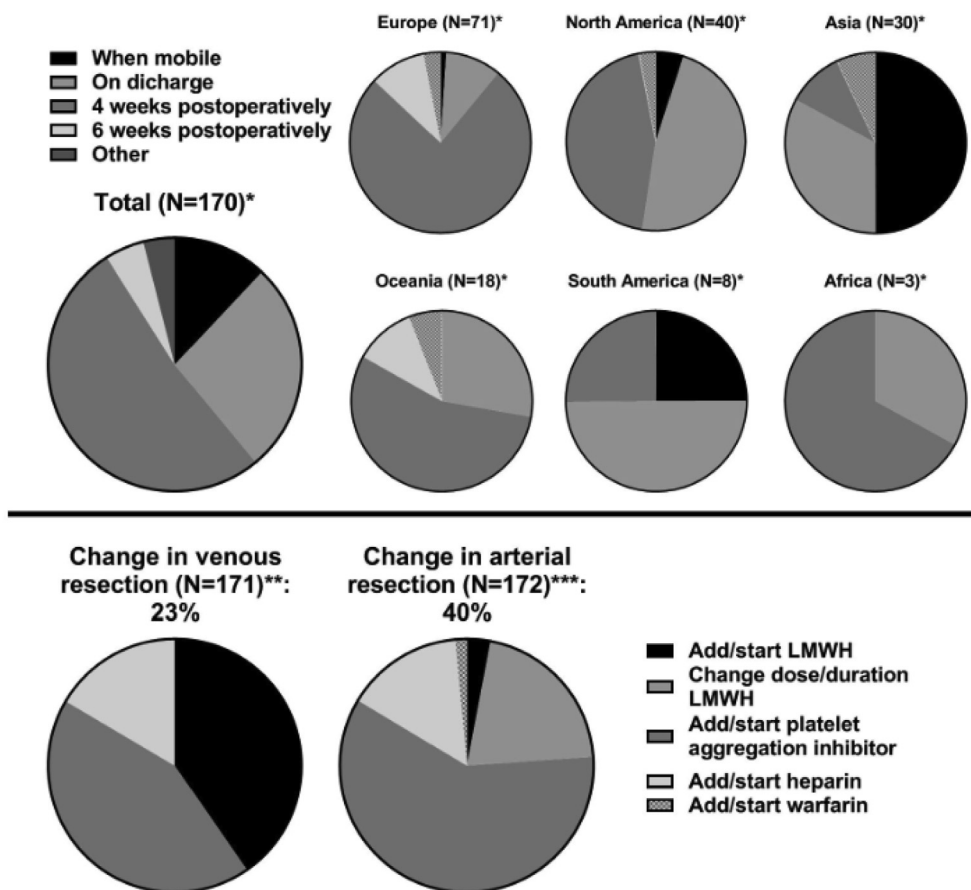 When mobile
On dicharge
4 weeks postoperatively
6 weeks postoperatively
Other
Total (N=170)*
Europe (N=71)*
North America (N=40)*
Asia (N=30)*
Oceania (N=18)*
South America (N=8)*
Africa (N=3)*
Change in venous
resection (N=171)**:
23%
Change in arterial
resection (N=172)***:
40%
Add/start LMWH
Change dose/duration
LMWH
Add/start platelet
aggregation inhibitor
Add/start heparin
Add/start warfarin